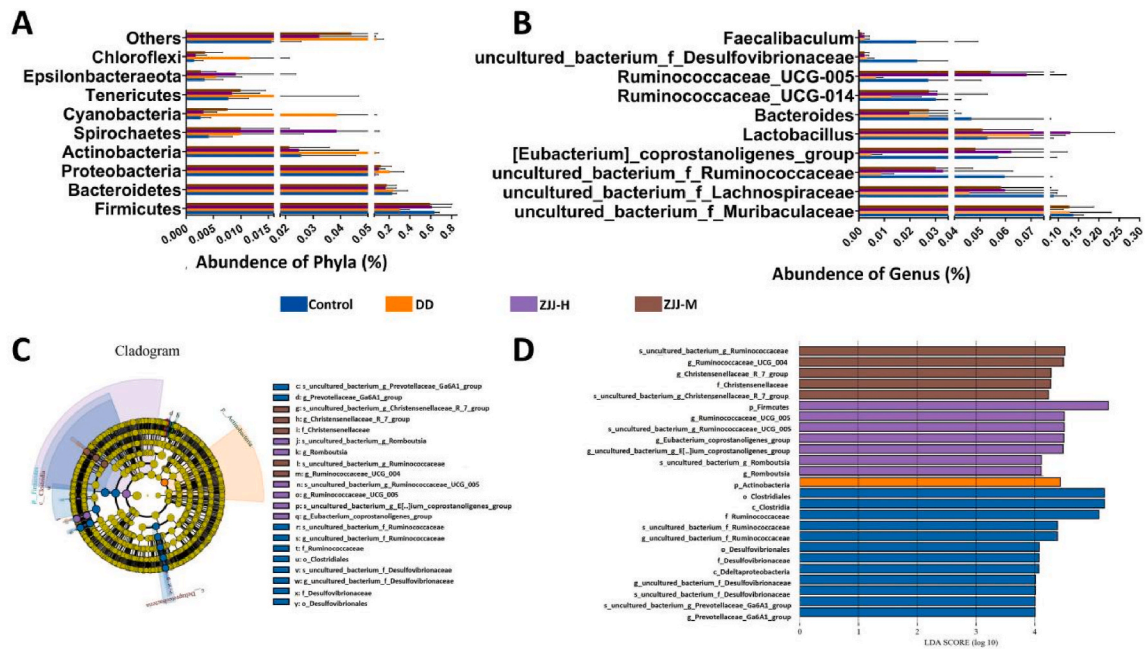 A
Others
Chloroflexi
Epsilonbacteraeota
Tenericutes
Cyanobacteria
Spirochaetes
Actinobacteria
Proteobacteria
Bacteroidetes
Firmicutes
0.000 0.005 0.010 0.015 0.02 0.03 0.04 0.05 0.2 0.4 0.6 0.8
Abundance of Phyla (%)
B
Faecalibaculum
uncultured_bacterium_f_Desulfovibrionaceae
Ruminococcaceae_UCG-005
Ruminococcaceae_UCG-014
Bacteroides
Lactobacillus
[Eubacterium]_coprostanoligenes_group
uncultured_bacterium_f_Ruminococcaceae
uncultured_bacterium_f_Lachnospiraceae
uncultured_bacterium_f_Muribaculaceae
0.00 0.01 0.02 0.03 0.04 0.05 0.06 0.07 0.10 0.15 0.20 0.25 0.30
Abundance of Genus (%)
Control DD ZJJ-H ZJJ-M
C
Cladogram
p__Actinobacteria
c: s_uncultured_bacterium_g_Prevotellaceae_Ga6A1_group
d: g_Prevotellaceae_Ga6A1_group
g: s_uncultured_bacterium_g_Christensenellaceae_R_7_group
h: g_Christensenellaceae_R_7_group
i: f_Christensenellaceae
j: s_uncultured_bacterium_g_Romboutsia
k: g_Romboutsia
l: s_uncultured_bacterium_g_Ruminococcaceae
m: g_Ruminococcaceae_UCG_004
n: s_uncultured_bacterium_g_Ruminococcaceae_UCG_005
o: g_Ruminococcaceae_UCG_005
p: s_uncultured_bacterium_g_E[..]ium_coprostanoligenes_group
q: g_Eubacterium_coprostanoligenes_group
r: s_uncultured_bacterium_f_Ruminococcaceae
s: g_uncultured_bacterium_f_Ruminococcaceae
t: f_Ruminococcaceae
u: o_Clostridiales
v: s_uncultured_bacterium_f_Desulfovibrionaceae
w: g_uncultured_bacterium_f_Desulfovibrionaceae
x: f_Desulfovibrionaceae
y: o_Desulfovibrionales
D
s_uncultured_bacterium_g_Ruminococcaceae
g_Ruminococcaceae_UCG_004
g_Christensenellaceae_R_7_group
f_Christensenellaceae
s_uncultured_bacterium_g_Christensenellaceae_R_7_group
p_Firmcutes
g_Ruminococcaceae_UCG_005
s_uncultured_bacterium_g_Ruminococcaceae_UCG_005
g_Eubacterium_coprostanoligenes_group
g_uncultured_bacterium_g_E[..]ium_coprostanoligenes_group
s_uncultured_bacterium_g_Romboutsia
g_Romboutsia
p_Actinobacteria
o_Clostridiales
c_Clostridia
f_Ruminococcaceae
s_uncultured_bacterium_f_Ruminococcaceae
g_uncultured_bacterium_f_Ruminococcaceae
o_Desulfovibrionales
f_Desulfovibrionaceae
c_Ddeltaproteobacteria
g_uncultured_bacterium_f_Desulfovibrionaceae
s_uncultured_bacterium_f_Desulfovibrionaceae
s_uncultured_bacterium_g_Prevotellaceae_Ga6A1_group
g_Prevotellaceae_Ga6A1_group
0 1 2 3 4
LDA SCORE (log 10)